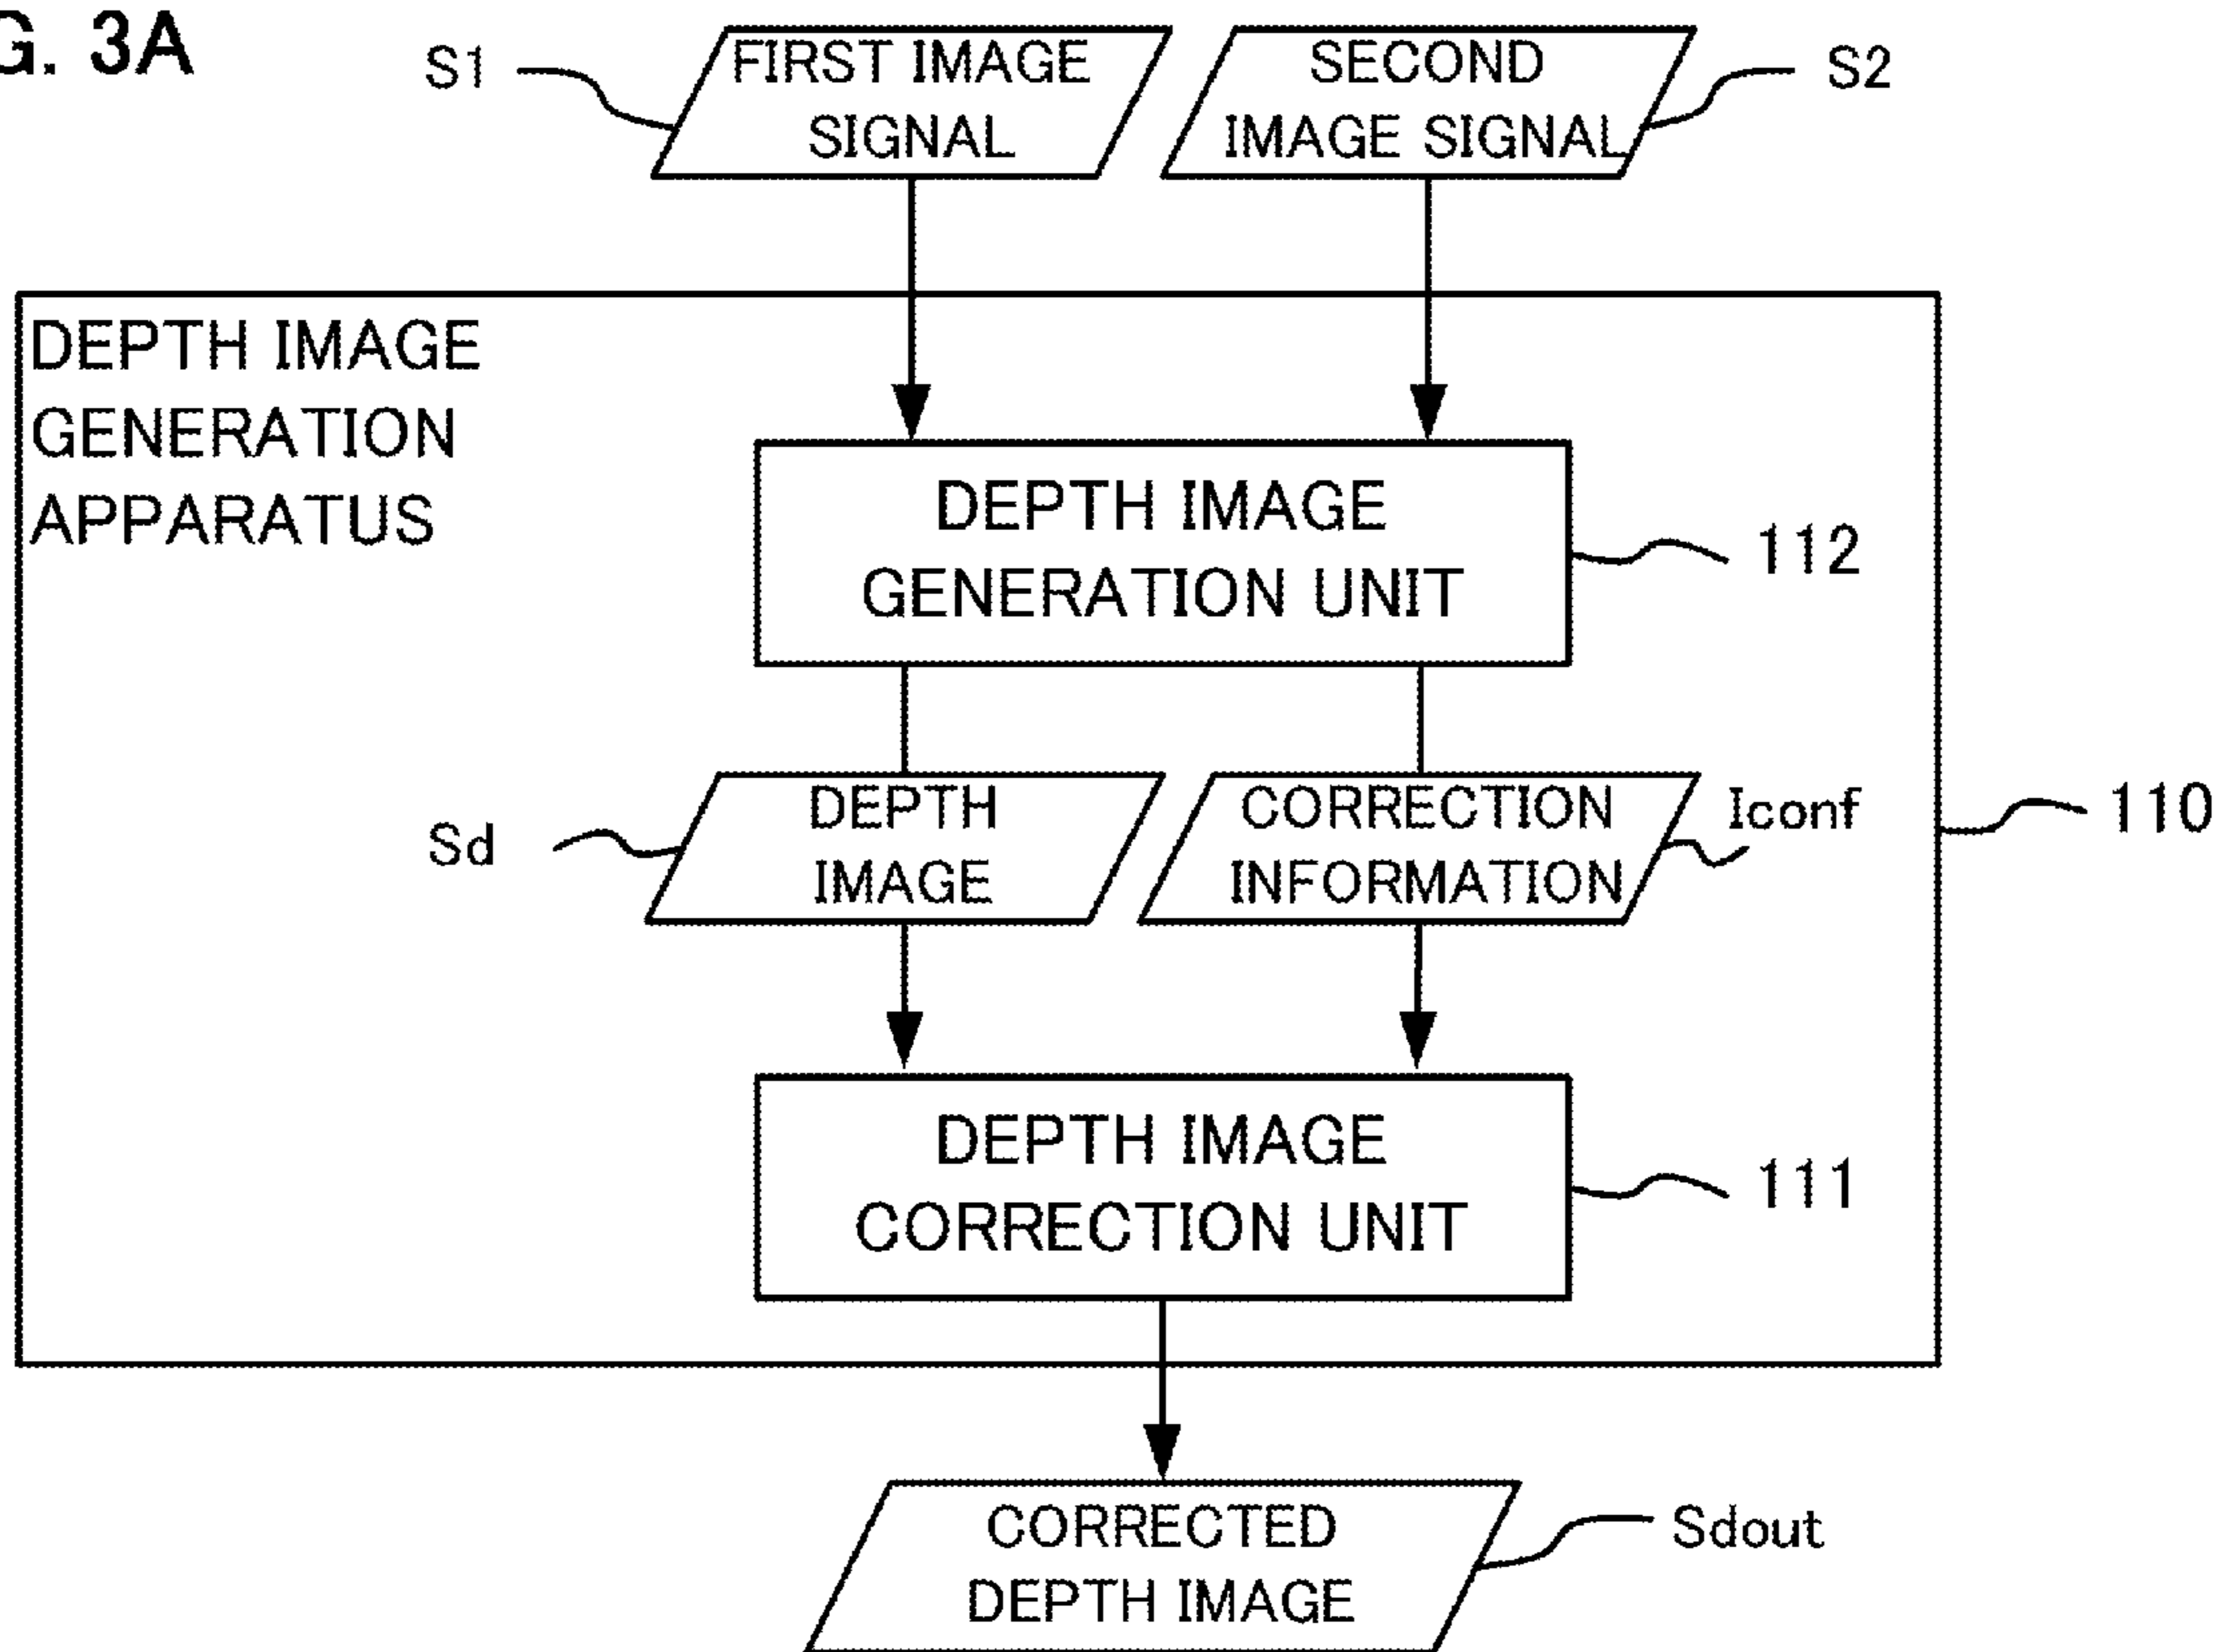 G. 3A
S1
FIRST IMAGE
SIGNAL
SECOND
IMAGE SIGNAL
S2
DEPTH IMAGE
GENERATION
APPARATUS
DEPTH IMAGE
GENERATION UNIT
112
Sd
DEPTH
IMAGE
CORRECTION
INFORMATION
Iconf
110
DEPTH IMAGE
CORRECTION UNIT
111
CORRECTED
DEPTH IMAGE
Sdout